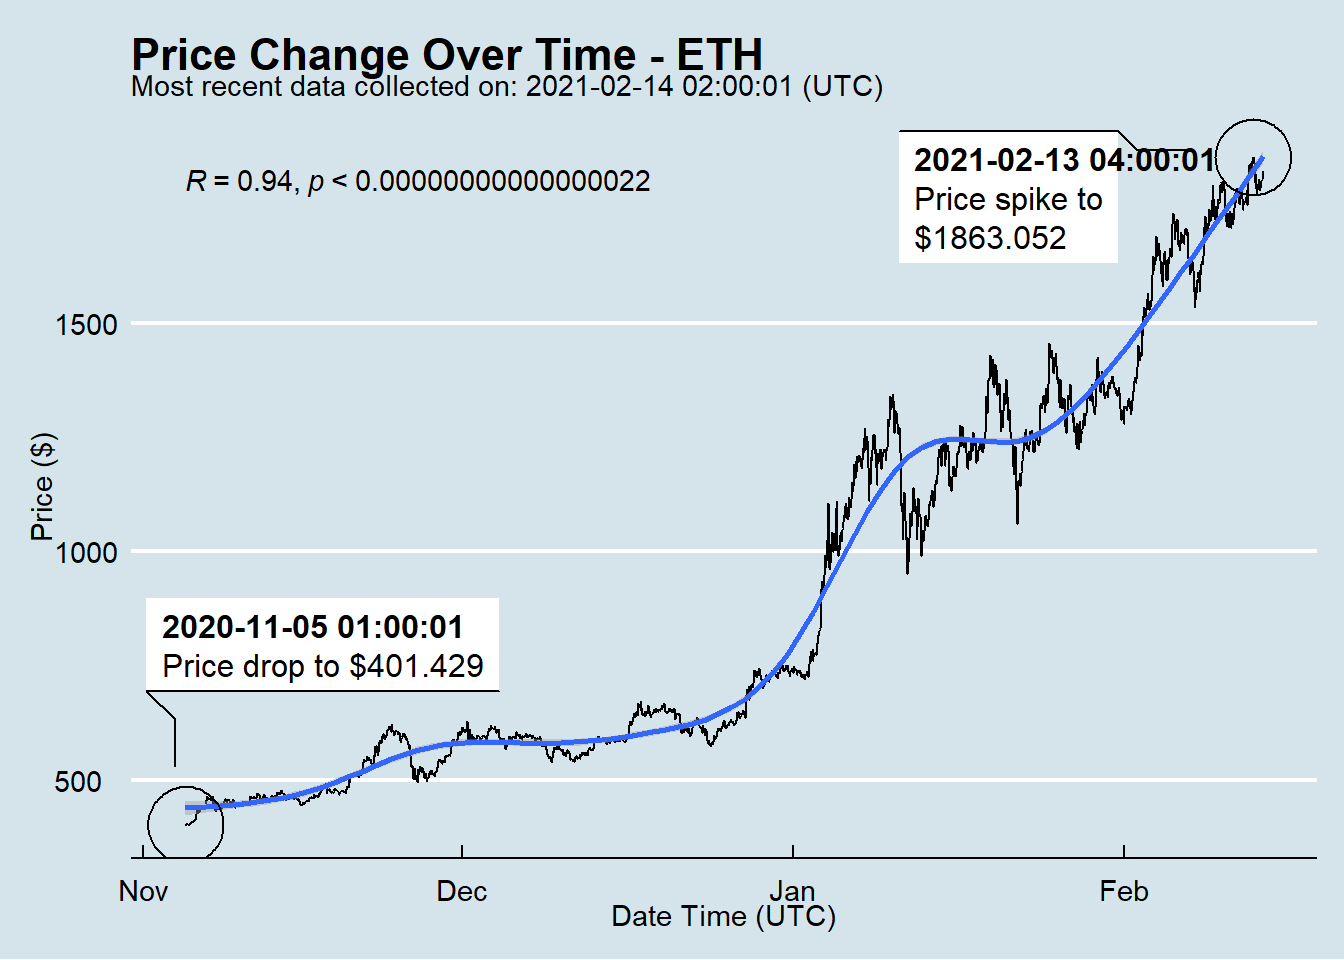 Price Change Over Time - ETH
Most recent data collected on: 2021-02-14 02:00:01 (UTC)
R = 0.94, p < 0.00000000000000022
2021-02-13 04:00:01
Price spike to
$1863.052
1500
1000
500
Price ($)
2020-11-05 01:00:01
Price drop to $401.429
Nov
Dec
Jan
Feb
Date Time (UTC)